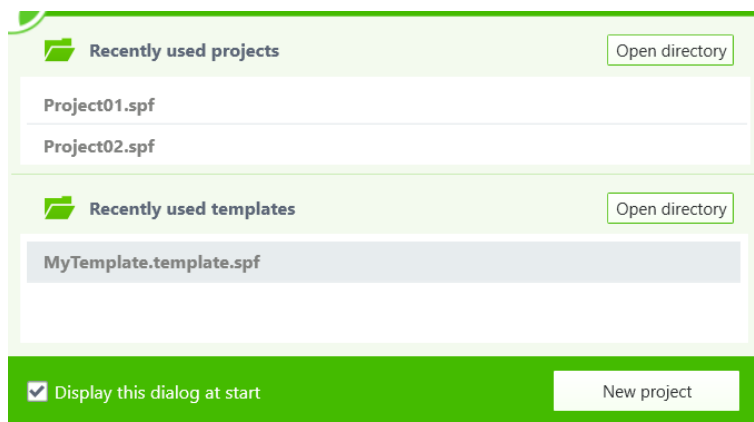 Recently used projects Open directory
Project01.spf
Project02.spf
Recently used templates Open directory
MyTemplate.template.spf
Display this dialog at start New project